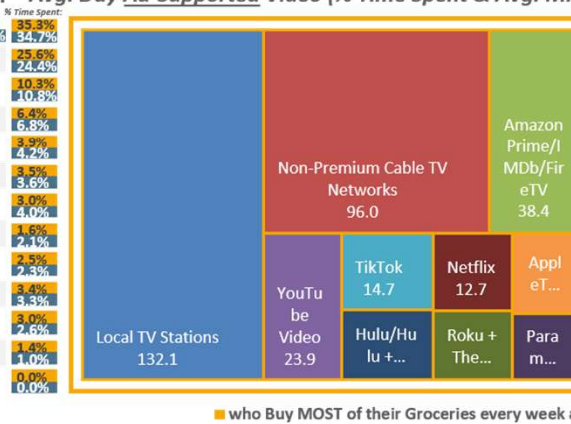 Avg. Day Ad-Supported Video (% Time Spent & Avg.
% Time Spent:
35.3%
34.7%
25.6%
24.4%
10.3%
10.8%
6.4%
6.8%
3.9%
4.2%
3.5%
3.6%
3.0%
4.0%
1.6%
2.1%
2.5%
2.3%
3.4%
3.3%
3.0%
2.6%
1.4%
1.0%
0.0%
0.0%
Local TV Stations
132.1
Non-Premium Cable TV
Networks
96.0
Amazon
Prime/I
MDb/Fir
eTV
38.4
YouTu
be
Video
23.9
TikTok
14.7
Netflix
12.7
Appl
eT...
Hulu/Hu
lu +...
Roku +
The...
Para
m...
who Buy MOST of their Groceries every week